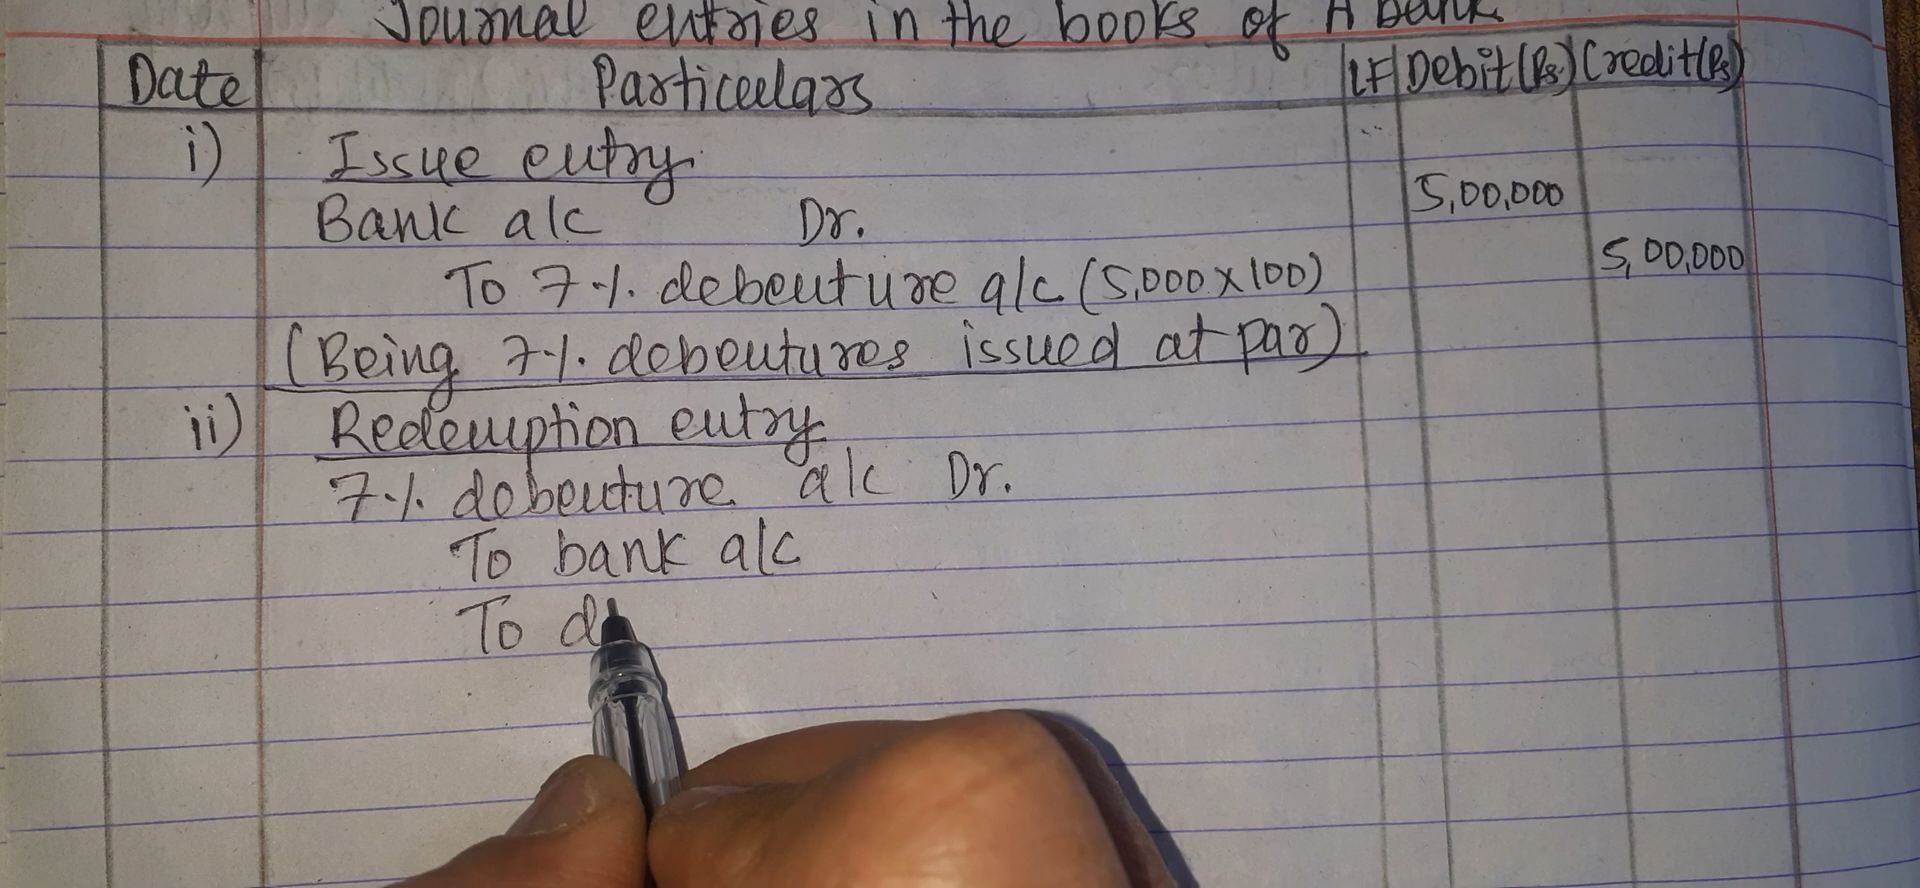 Journal entries in the books of A bank
Date Particulars LF Debit(Rs.) Credit(Rs)
i) Issue entry
Bank a/c Dr. 5,00,000
To 7% debenture a/c (5,000×100) 5,00,000
(Being 7% debentures issued at par)
ii) Redemption entry
7% debenture a/c Dr.
To bank a/c
To d